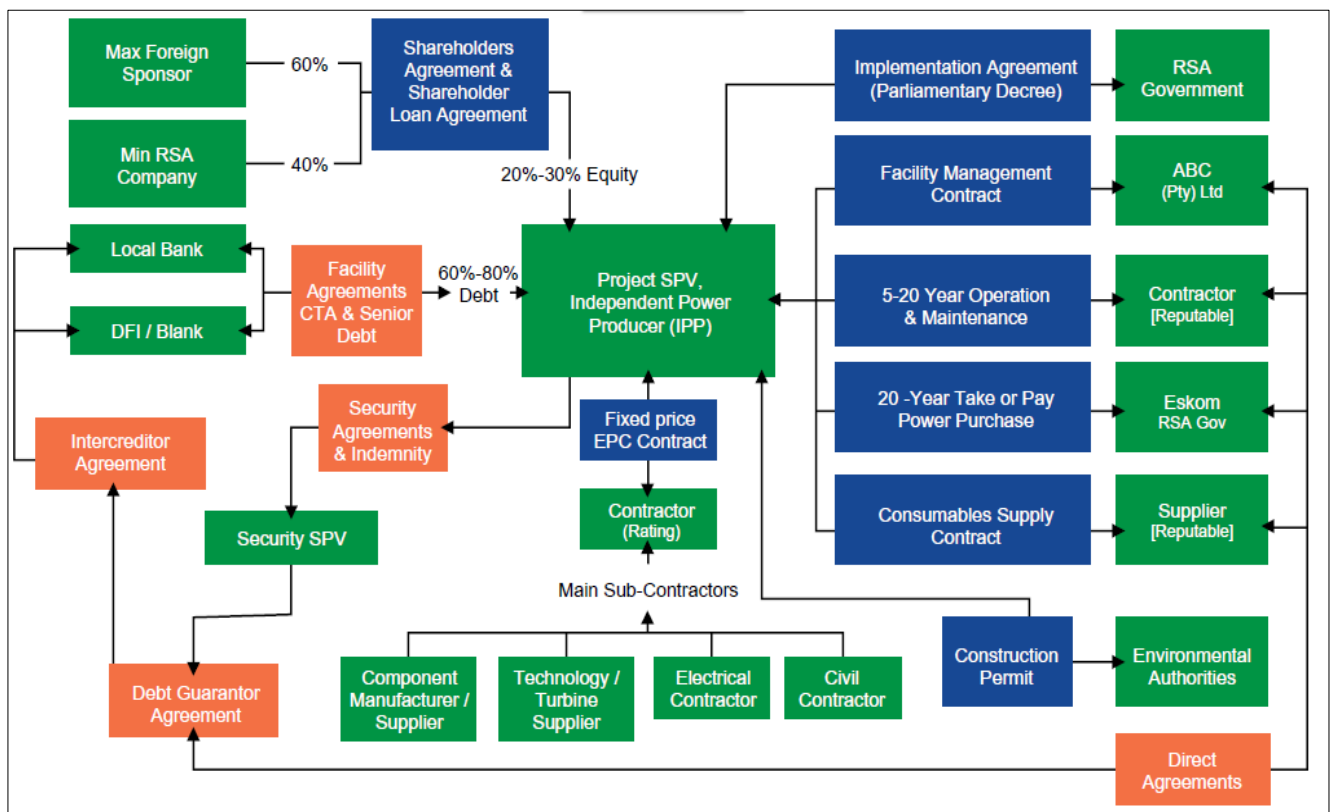 Max Foreign
Sponsor
60%
Shareholders
Agreement &
Shareholder
Loan Agreement
Min RSA
Company
40%
20%-30% Equity
Implementation Agreement
(Parliamentary Decree)
RSA
Government
Facility Management
Contract
ABC
(Pty) Ltd
Local Bank
DFI / Blank
Facility
Agreements
CTA & Senior
Debt
60%-80%
Debt
Project SPV,
Independent Power
Producer (IPP)
5-20 Year Operation
& Maintenance
Contractor
[Reputable]
20 -Year Take or Pay
Power Purchase
Eskom
RSA Gov
Intercreditor
Agreement
Security
Agreements
& Indemnity
Fixed price
EPC Contract
Security SPV
Contractor
(Rating)
Consumables Supply
Contract
Supplier
[Reputable]
Main Sub-Contractors
Debt Guarantor
Agreement
Component
Manufacturer /
Supplier
Technology /
Turbine
Supplier
Electrical
Contractor
Civil
Contractor
Construction
Permit
Environmental
Authorities
Direct
Agreements